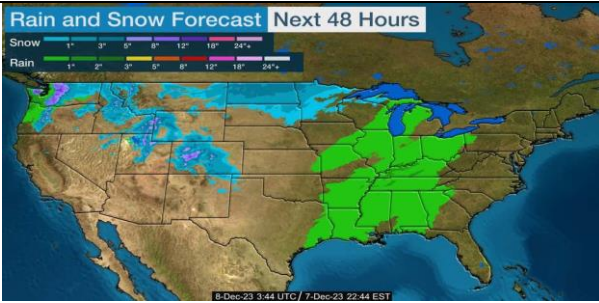 Rain and Snow Forecast Next 48 Hours
Snow 1" 3" 5" 8" 12" 18" 24"+
Rain 1" 2" 3" 5" 8" 12" 18" 24"+
8-Dec-23 3:44 UTC / 7-Dec-23 22:44 EST